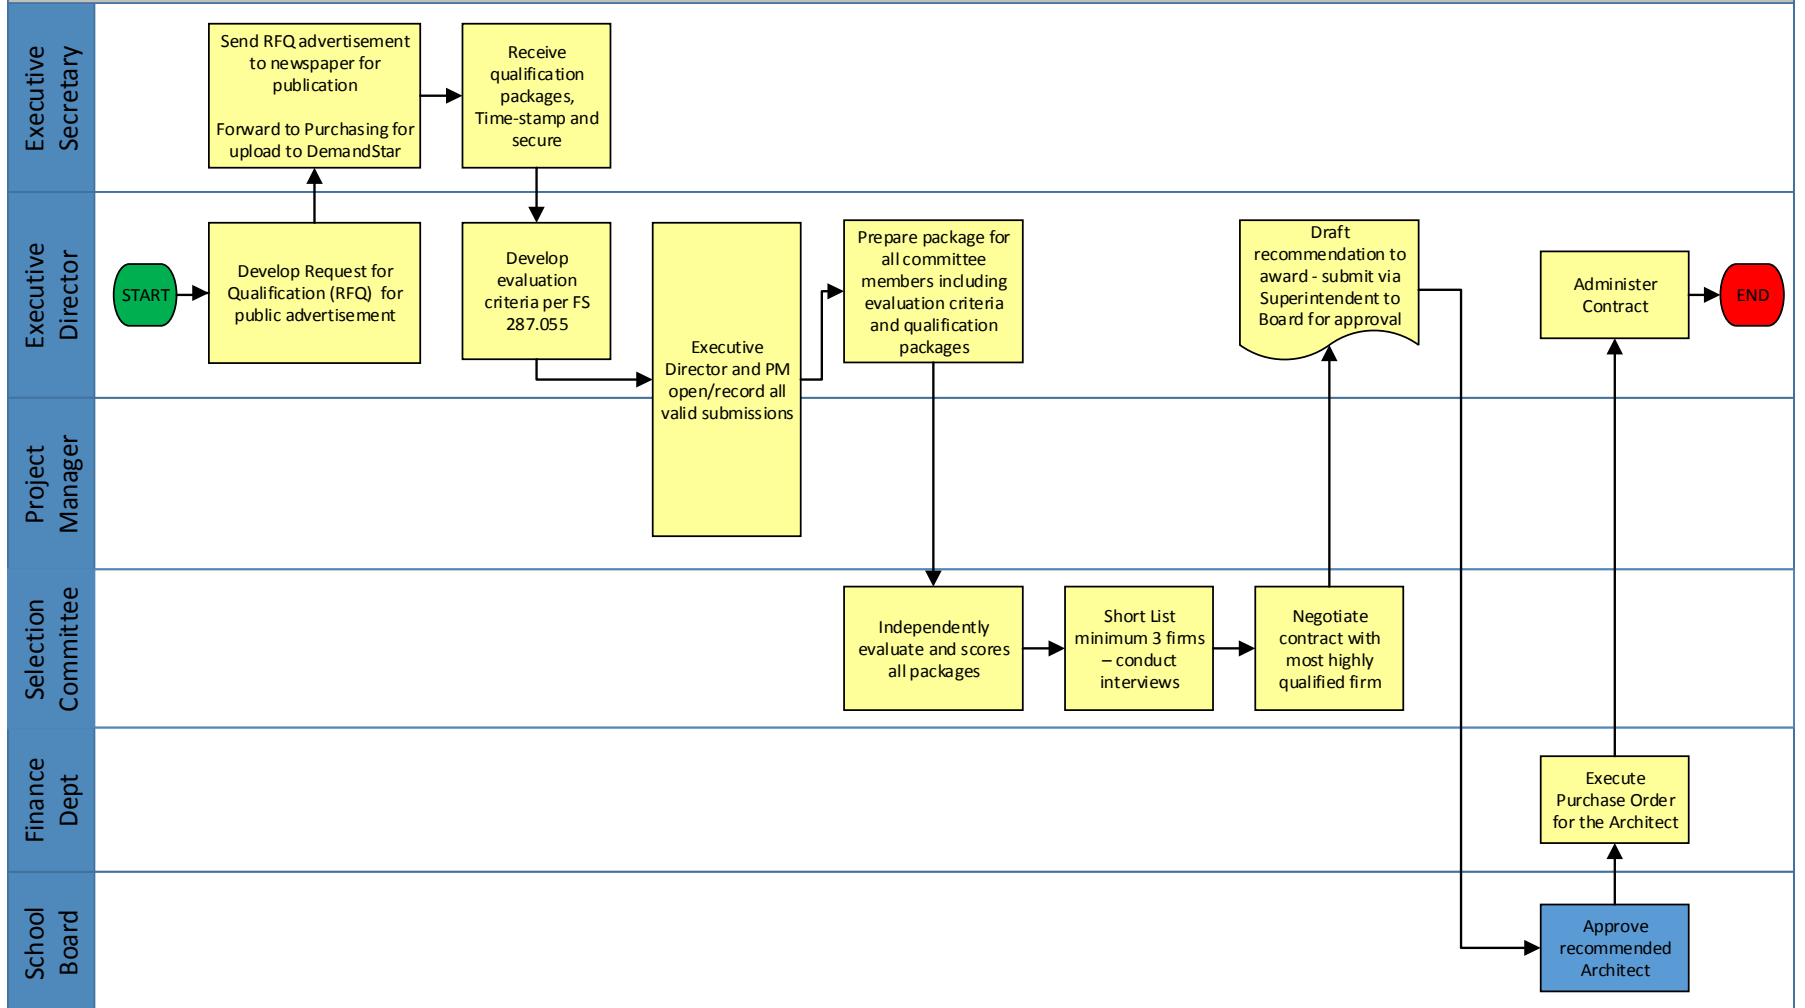 Executive
Secretary
Send RFQ advertisement
to newspaper for
publication
Forward to Purchasing for
upload to DemandStar
Receive
qualification
packages,
Time-stamp and
secure
Executive
Director
START
Develop Request for
Qualification (RFQ) for
public advertisement
Develop
evaluation
criteria per FS
287.055
Executive
Director and PM
open/record all
valid submissions
Prepare package for
all committee
members including
evaluation criteria
and qualification
packages
Draft
recommendation to
award - submit via
Superintendent to
Board for approval
Administer
Contract
END
Project
Manager
Selection
Committee
Independently
evaluate and scores
all packages
Short List
minimum 3 firms
– conduct
interviews
Negotiate
contract with
most highly
qualified firm
Finance
Dept
Execute
Purchase Order
for the Architect
School
Board
Approve
recommended
Architect